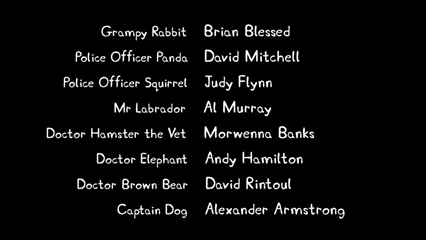 Grampy Rabbit Brian Blessed
Police Officer Panda David Mitchell
Police Officer Squirrel Judy Flynn
Mr Labrador Al Murray
Doctor Hamster the Vet Morwenna Banks
Doctor Elephant Andy Hamilton
Doctor Brown Bear David Rintoul
Captain Dog Alexander Armstrong